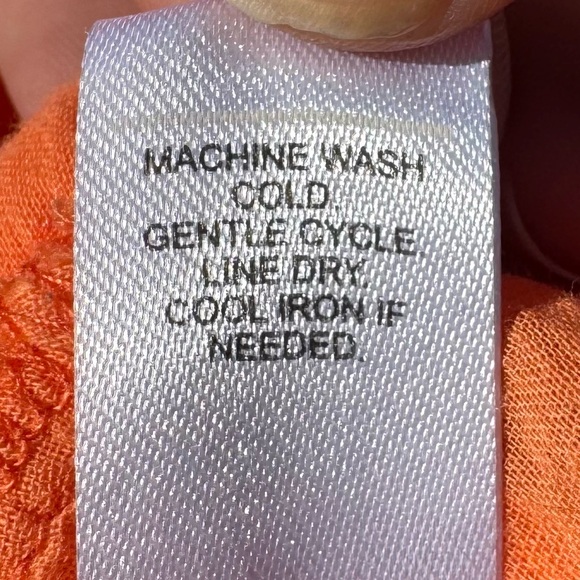 MACHINE WASH
COLD.
GENTLE CYCLE
LINE DRY.
COOL IRON IF
NEEDED.